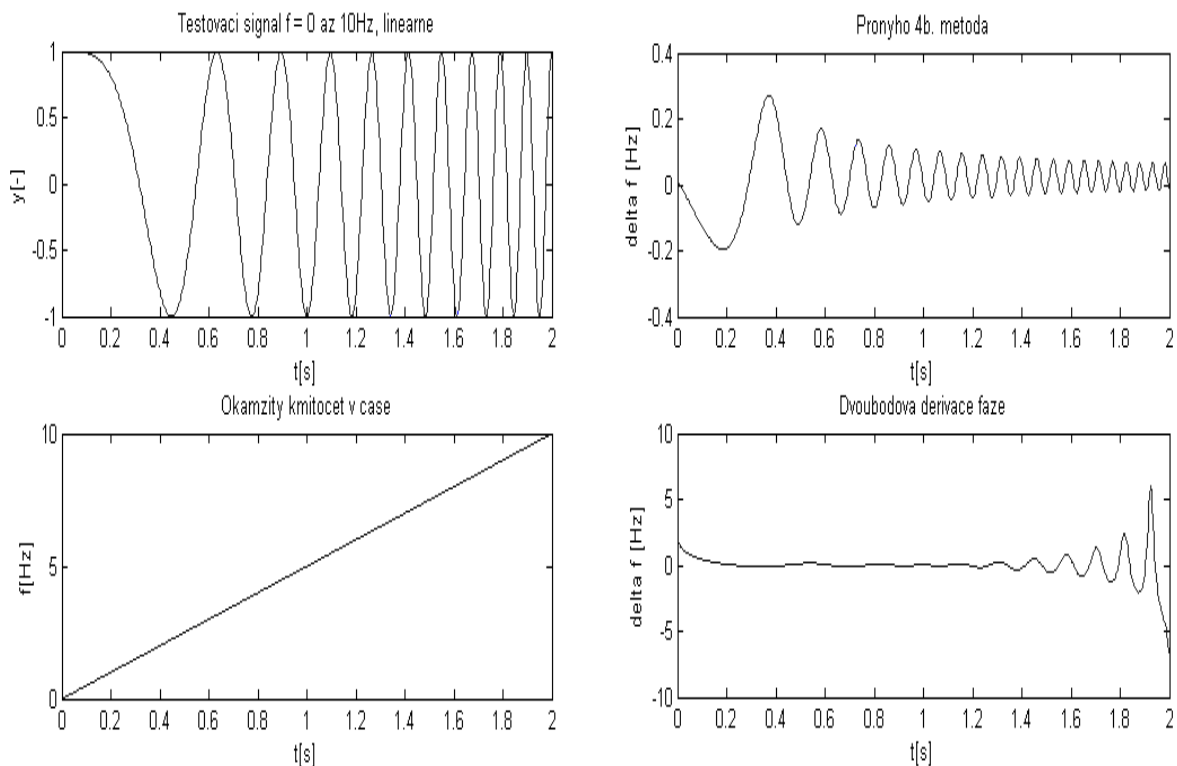 Testovaci signal f = 0 az 10Hz, linearne
1
0.5
0
-0.5
-1
y[-]
0 0.2 0.4 0.6 0.8 1 1.2 1.4 1.6 1.8 2
t[s]
Pronyho 4b. metoda
0.4
0.2
0
-0.2
-0.4
delta f [Hz]
0 0.2 0.4 0.6 0.8 1 1.2 1.4 1.6 1.8 2
t[s]
Okamzity kmitocet v case
10
5
0
f[Hz]
0 0.2 0.4 0.6 0.8 1 1.2 1.4 1.6 1.8 2
t[s]
Dvoubodova derivace faze
10
5
0
-5
-10
delta f [Hz]
0 0.2 0.4 0.6 0.8 1 1.2 1.4 1.6 1.8 2
t[s]